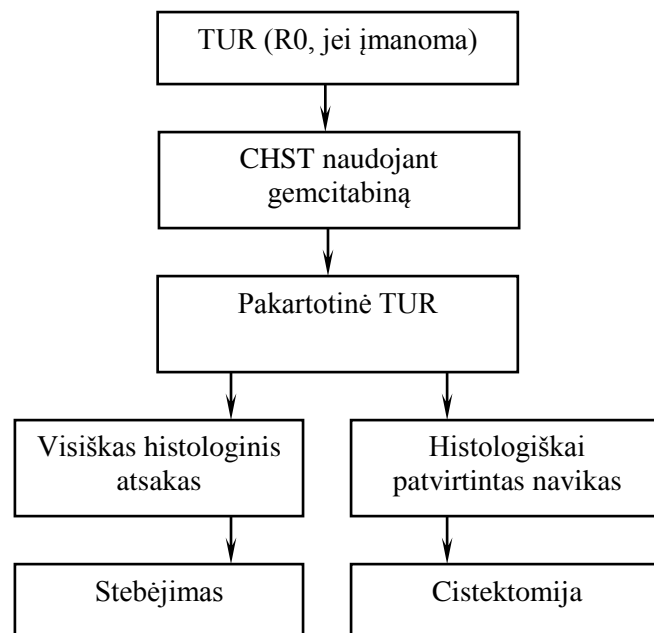 TUR (R0, jei įmanoma)
CHST naudojant
gemcitabiną
Pakartotinė TUR
Visiškas histologinis
atsakas
Histologiškai
patvirtintas navikas
Stebėjimas
Cistektomija